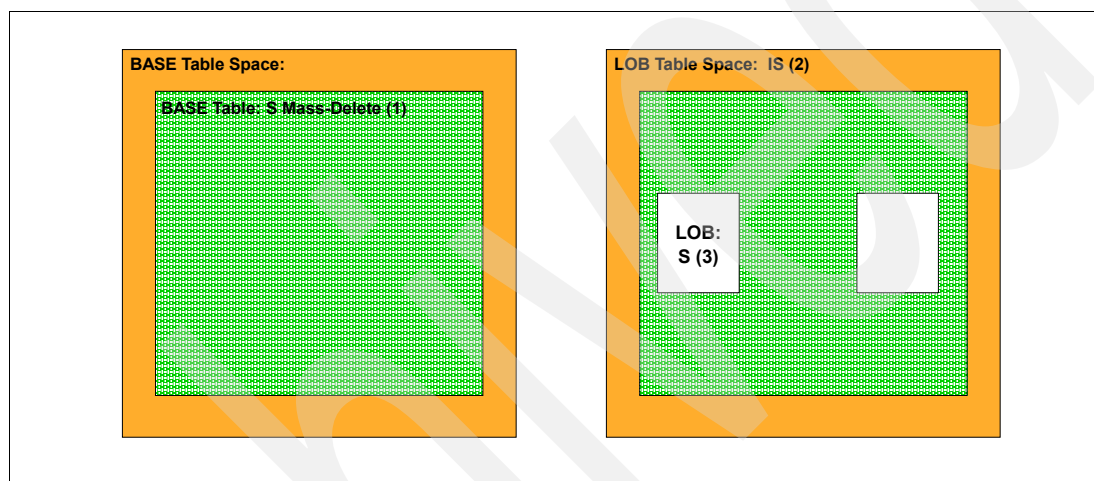 BASE Table Space:
BASE Table: S Mass-Delete (1)
LOB Table Space:  IS (2)
LOB:
S (3)